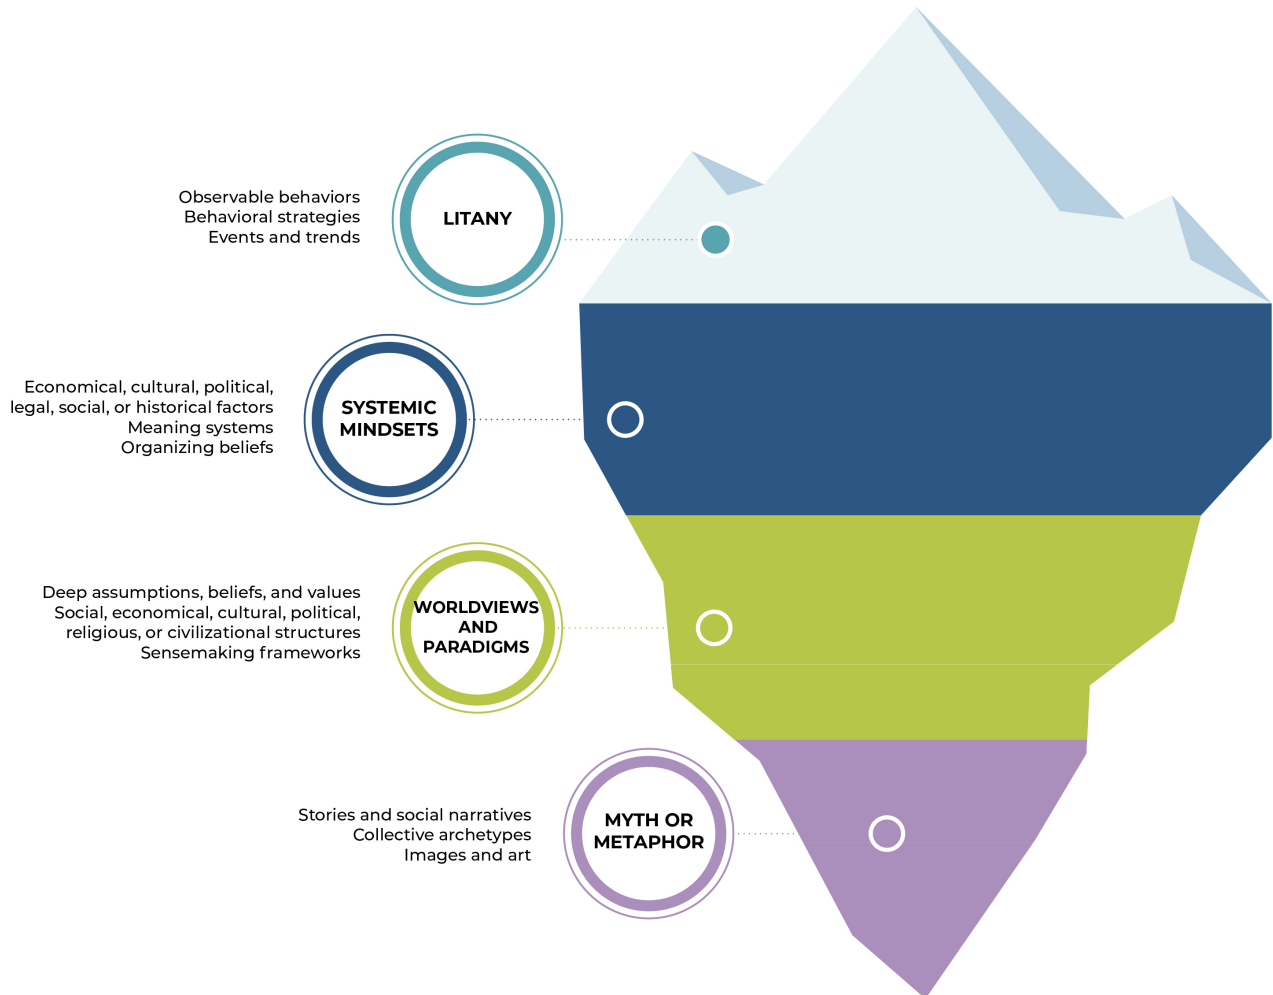 Observable behaviors
Behavioral strategies
Events and trends
LITANY
Economical, cultural, political,
legal, social, or historical factors
Meaning systems
Organizing beliefs
SYSTEMIC
MINDSETS
Deep assumptions, beliefs, and values
Social, economical, cultural, political,
religious, or civilizational structures
Sensemaking frameworks
WORLDVIEWS
AND
PARADIGMS
Stories and social narratives
Collective archetypes
Images and art
MYTH OR
METAPHOR